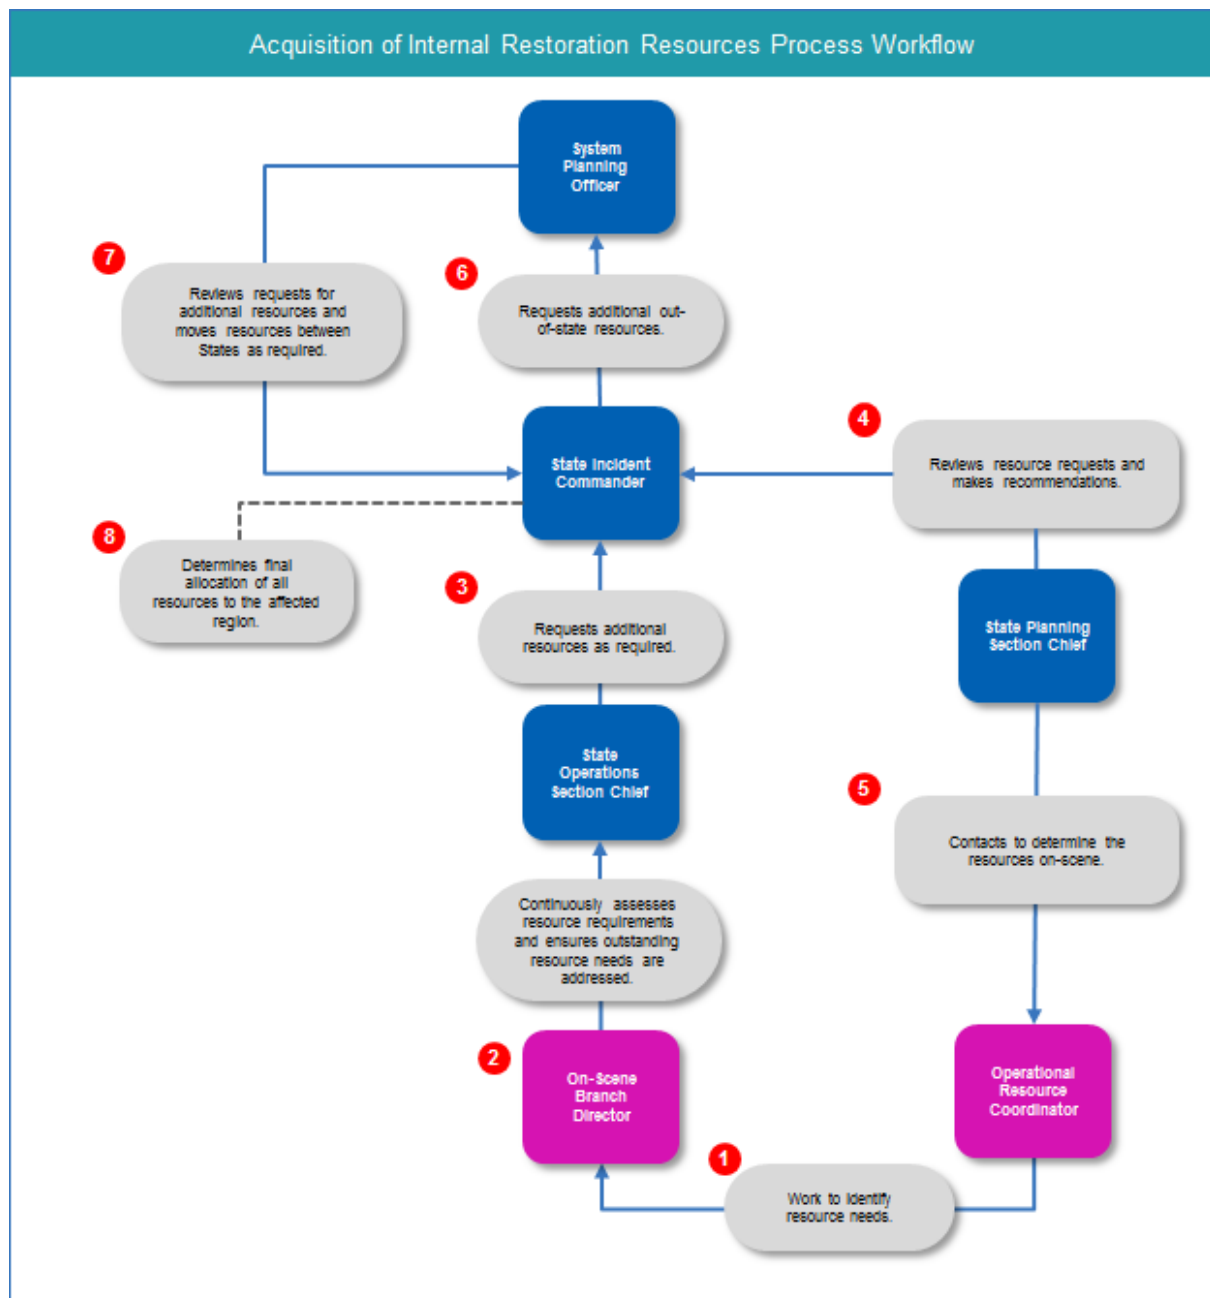 Acquisition of Internal Restoration Resources Process Workflow
System
Planning
Officer
7
Reviews requests for
additional resources and
moves resources between
States as required.
6
Requests additional out-
of-state resources.
State Incident
Commander
4
Reviews resource requests and
makes recommendations.
8
Determines final
allocation of all
resources to the affected
region.
3
Requests additional
resources as required.
State Planning
Section Chief
State
Operations
Section Chief
5
Contacts to determine the
resources on-scene.
Continuously assesses
resource requirements
and ensures outstanding
resource needs are
addressed.
2
On-Scene
Branch
Director
Operational
Resource
Coordinator
1
Work to identify
resource needs.